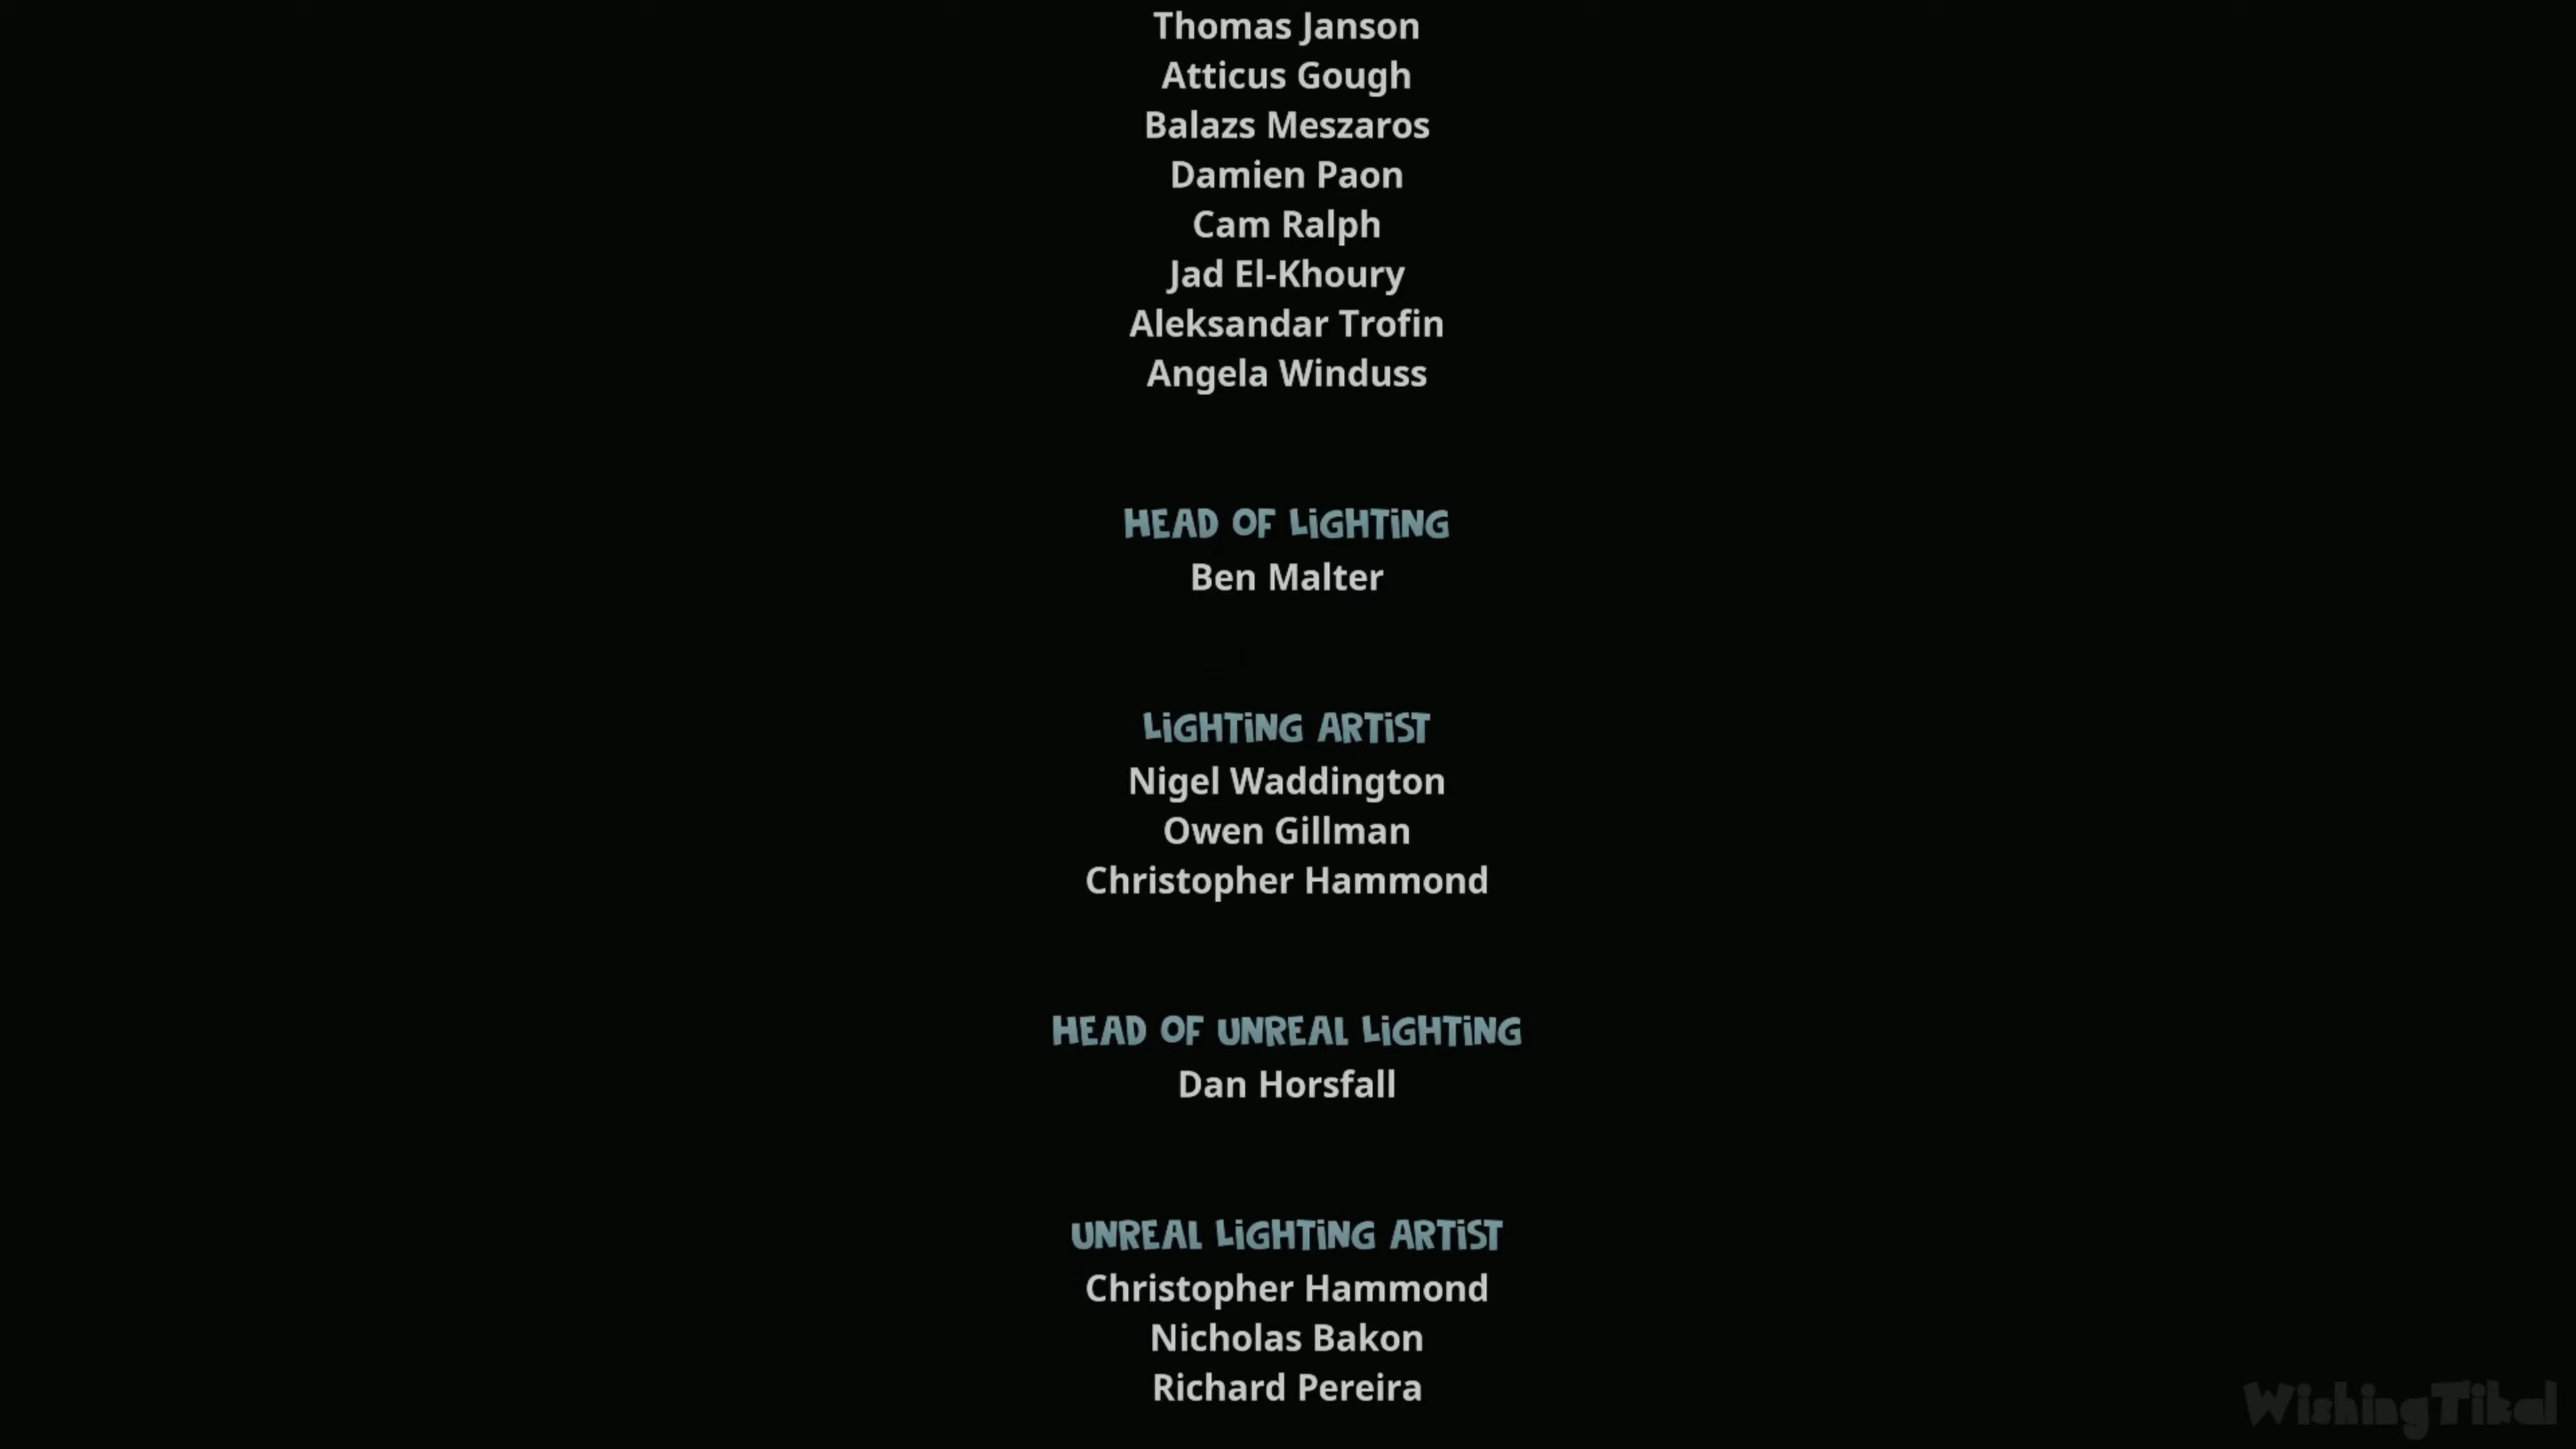 Thomas Janson
Atticus Gough
Balazs Meszaros
Damien Paon
Cam Ralph
Jad El-Khoury
Aleksandar Trofin
Angela Winduss
HEAD OF LiGHTiNG
Ben Malter
LiGHTiNG ARTiST
Nigel Waddington
Owen Gillman
Christopher Hammond
HEAD OF UNREAL LiGHTiNG
Dan Horsfall
UNREAL LiGHTiNG ARTiST
Christopher Hammond
Nicholas Bakon
Richard Pereira
WishingTikal